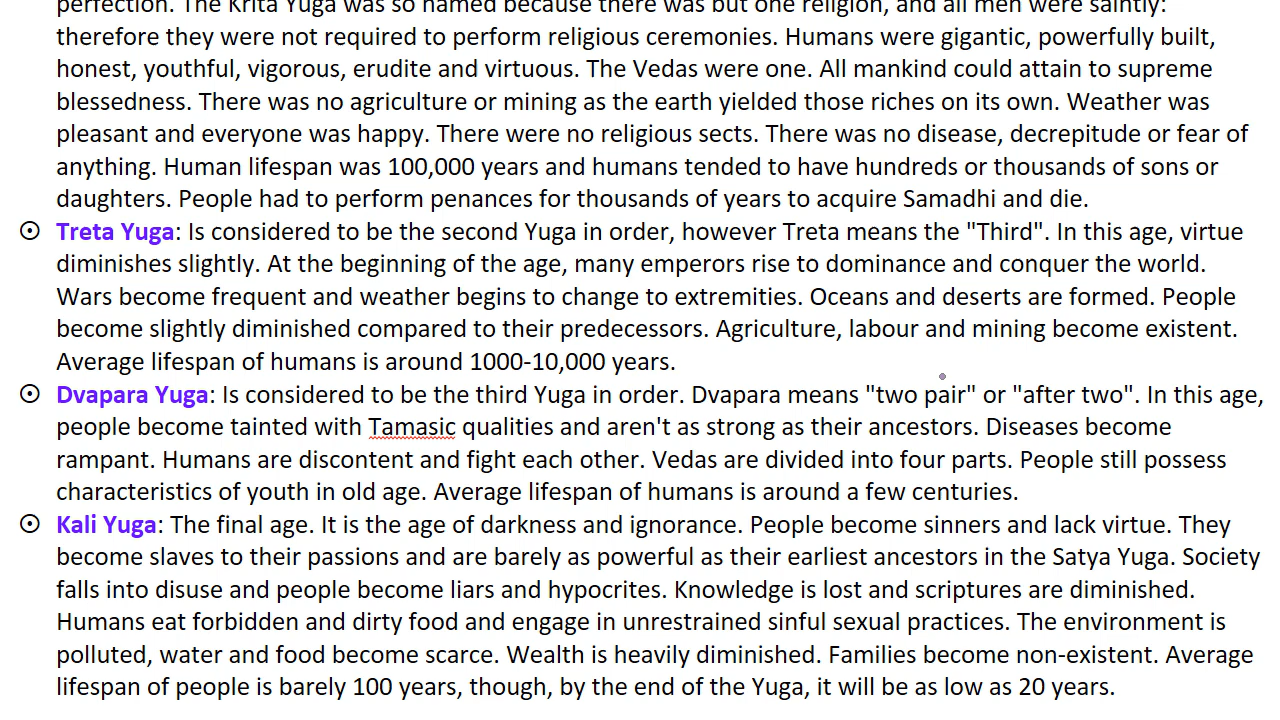 perfection. The Krita Yuga was so named because there was but one religion, and all men were saintly:
therefore they were not required to perform religious ceremonies. Humans were gigantic, powerfully built,
honest, youthful, vigorous, erudite and virtuous. The Vedas were one. All mankind could attain to supreme
blessedness. There was no agriculture or mining as the earth yielded those riches on its own. Weather was
pleasant and everyone was happy. There were no religious sects. There was no disease, decrepitude or fear of
anything. Human lifespan was 100,000 years and humans tended to have hundreds or thousands of sons or
daughters. People had to perform penances for thousands of years to acquire Samadhi and die.
Treta Yuga: Is considered to be the second Yuga in order, however Treta means the "Third". In this age, virtue
diminishes slightly. At the beginning of the age, many emperors rise to dominance and conquer the world.
Wars become frequent and weather begins to change to extremities. Oceans and deserts are formed. People
become slightly diminished compared to their predecessors. Agriculture, labour and mining become existent.
Average lifespan of humans is around 1000-10,000 years.
Dvapara Yuga: Is considered to be the third Yuga in order. Dvapara means "two pair" or "after two". In this age,
people become tainted with Tamasic qualities and aren't as strong as their ancestors. Diseases become
rampant. Humans are discontent and fight each other. Vedas are divided into four parts. People still possess
characteristics of youth in old age. Average lifespan of humans is around a few centuries.
Kali Yuga: The final age. It is the age of darkness and ignorance. People become sinners and lack virtue. They
become slaves to their passions and are barely as powerful as their earliest ancestors in the Satya Yuga. Society
falls into disuse and people become liars and hypocrites. Knowledge is lost and scriptures are diminished.
Humans eat forbidden and dirty food and engage in unrestrained sinful sexual practices. The environment is
polluted, water and food become scarce. Wealth is heavily diminished. Families become non-existent. Average
lifespan of people is barely 100 years, though, by the end of the Yuga, it will be as low as 20 years.